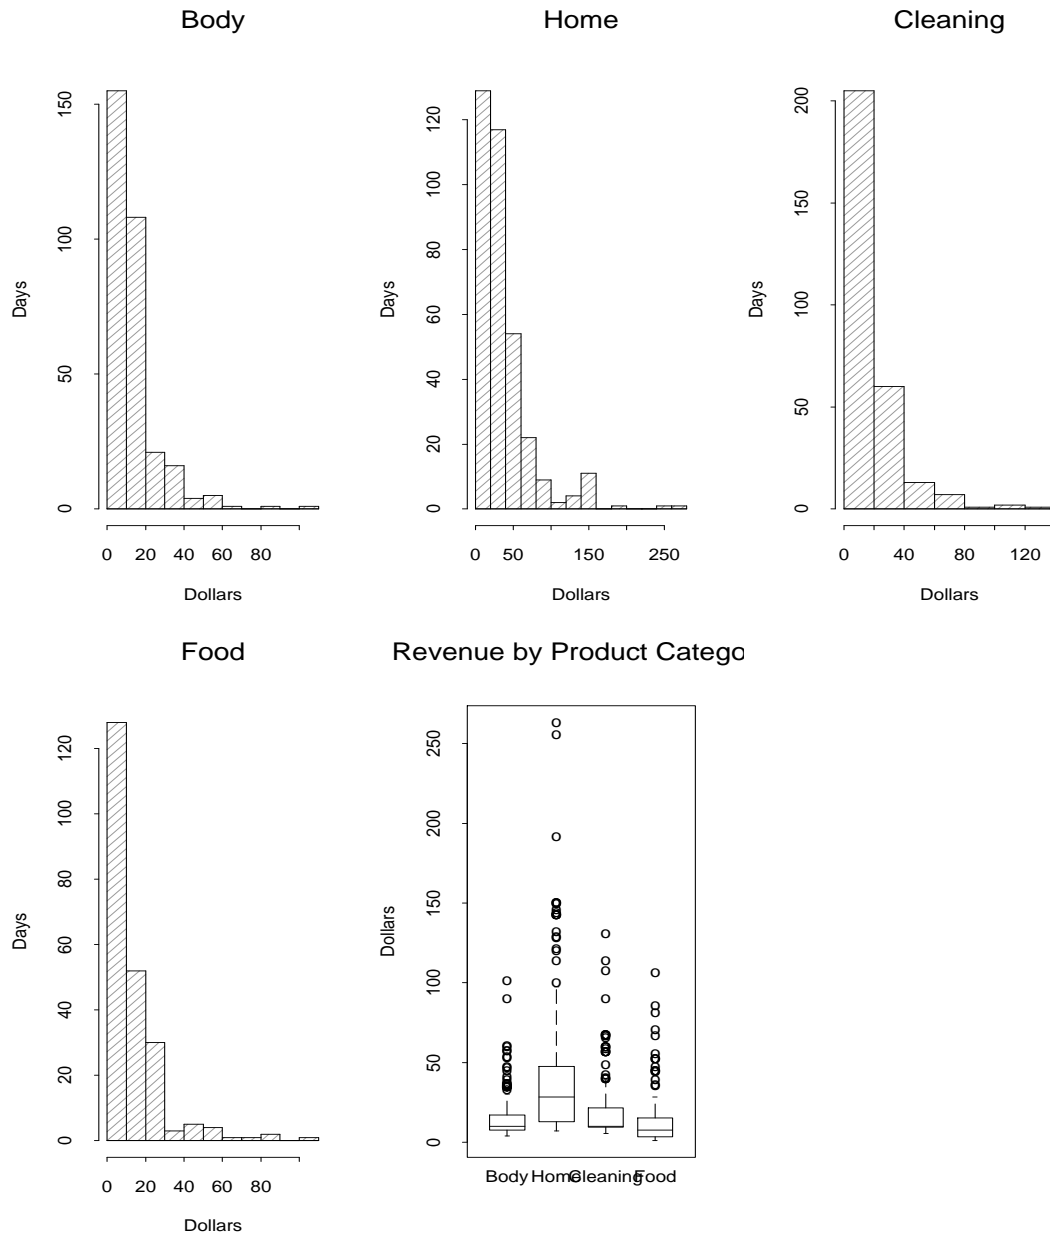 Body
Days
0
50
100
150
0 20 40 60 80
Dollars
Home
Days
0
20
40
60
80
100
120
0 50 150 250
Dollars
Cleaning
Days
0
50
100
150
200
0 40 80 120
Dollars
Food
Days
0
20
40
60
80
100
120
0 20 40 60 80
Dollars
Revenue by Product Catego
Dollars
0
50
100
150
200
250
Body Home Cleaning Food